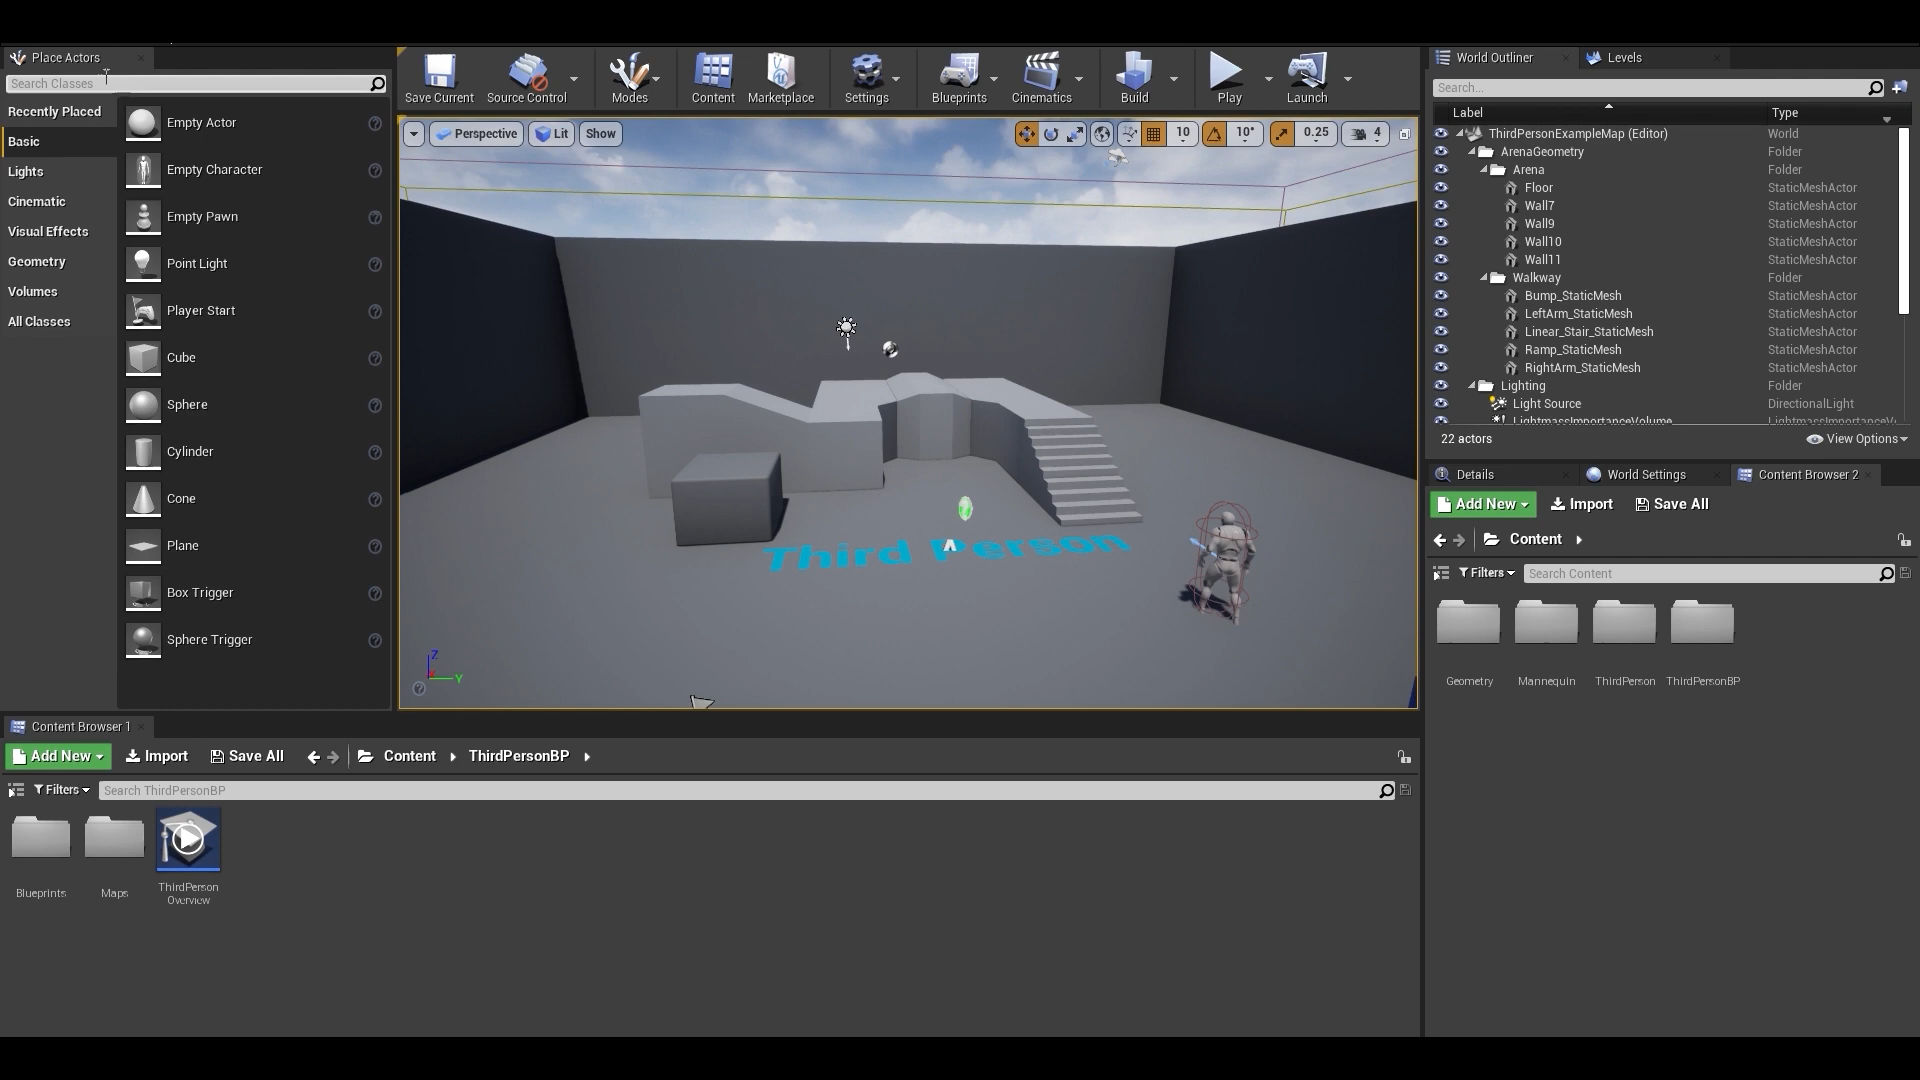 Place Actors
Search Classes
Recently Placed
Basic
Lights
Cinematic
Visual Effects
Geometry
Volumes
All Classes
Empty Actor
Empty Character
Empty Pawn
Point Light
Player Start
Cube
Sphere
Cylinder
Cone
Plane
Box Trigger
Sphere Trigger
Save Current
Source Control
Modes
Content
Marketplace
Settings
Blueprints
Cinematics
Build
Play
Launch
Perspective
Lit
Show
10
10°
0.25
4
Third Person
Z
Y
World Outliner
Levels
Search...
Label Type
ThirdPersonExampleMap (Editor) World
ArenaGeometry Folder
Arena Folder
Floor StaticMeshActor
Wall7 StaticMeshActor
Wall9 StaticMeshActor
Wall10 StaticMeshActor
Wall11 StaticMeshActor
Walkway Folder
Bump_StaticMesh StaticMeshActor
LeftArm_StaticMesh StaticMeshActor
Linear_Stair_StaticMesh StaticMeshActor
Ramp_StaticMesh StaticMeshActor
RightArm_StaticMesh StaticMeshActor
Lighting Folder
Light Source DirectionalLight
LightmassImportanceVolume LightmassImportanceV
22 actors
View Options
Details
World Settings
Content Browser 2
Add New
Import
Save All
Content
Filters
Search Content
Geometry
Mannequin
ThirdPerson
ThirdPersonBP
Content Browser 1
Add New
Import
Save All
Content
ThirdPersonBP
Filters
Search ThirdPersonBP
Blueprints
Maps
ThirdPerson
Overview